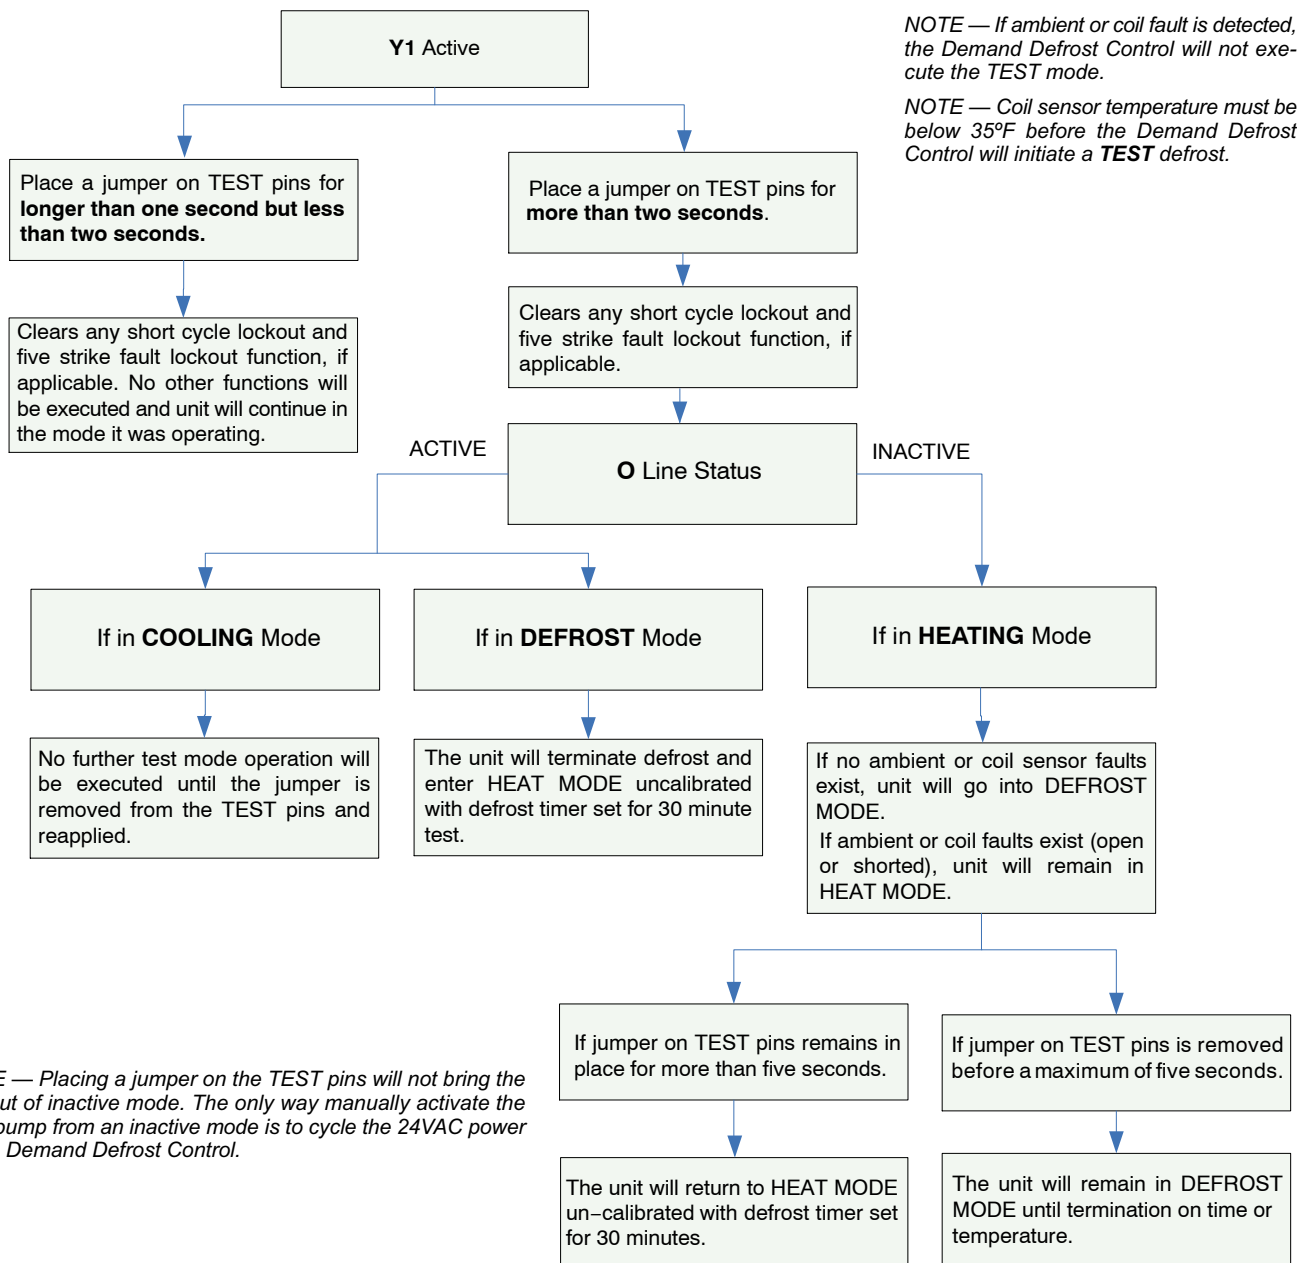 Y1 Active
NOTE — If ambient or coil fault is detected,
the Demand Defrost Control will not exe-
cute the TEST mode.
NOTE — Coil sensor temperature must be
below 35ºF before the Demand Defrost
Control will initiate a TEST defrost.
Place a jumper on TEST pins for
longer than one second but less
than two seconds.
Place a jumper on TEST pins for
more than two seconds.
Clears any short cycle lockout and
five strike fault lockout function, if
applicable. No other functions will
be executed and unit will continue in
the mode it was operating.
Clears any short cycle lockout and
five strike fault lockout function, if
applicable.
ACTIVE
O Line Status
INACTIVE
If in COOLING Mode
If in DEFROST Mode
If in HEATING Mode
No further test mode operation will
be executed until the jumper is
removed from the TEST pins and
reapplied.
The unit will terminate defrost and
enter HEAT MODE uncalibrated
with defrost timer set for 30 minute
test.
If no ambient or coil sensor faults
exist, unit will go into DEFROST
MODE.
If ambient or coil faults exist (open
or shorted), unit will remain in
HEAT MODE.
If jumper on TEST pins remains in
place for more than five seconds.
If jumper on TEST pins is removed
before a maximum of five seconds.
E — Placing a jumper on the TEST pins will not bring the
ut of inactive mode. The only way manually activate the
pump from an inactive mode is to cycle the 24VAC power
Demand Defrost Control.
The unit will return to HEAT MODE
un−calibrated with defrost timer set
for 30 minutes.
The unit will remain in DEFROST
MODE until termination on time or
temperature.